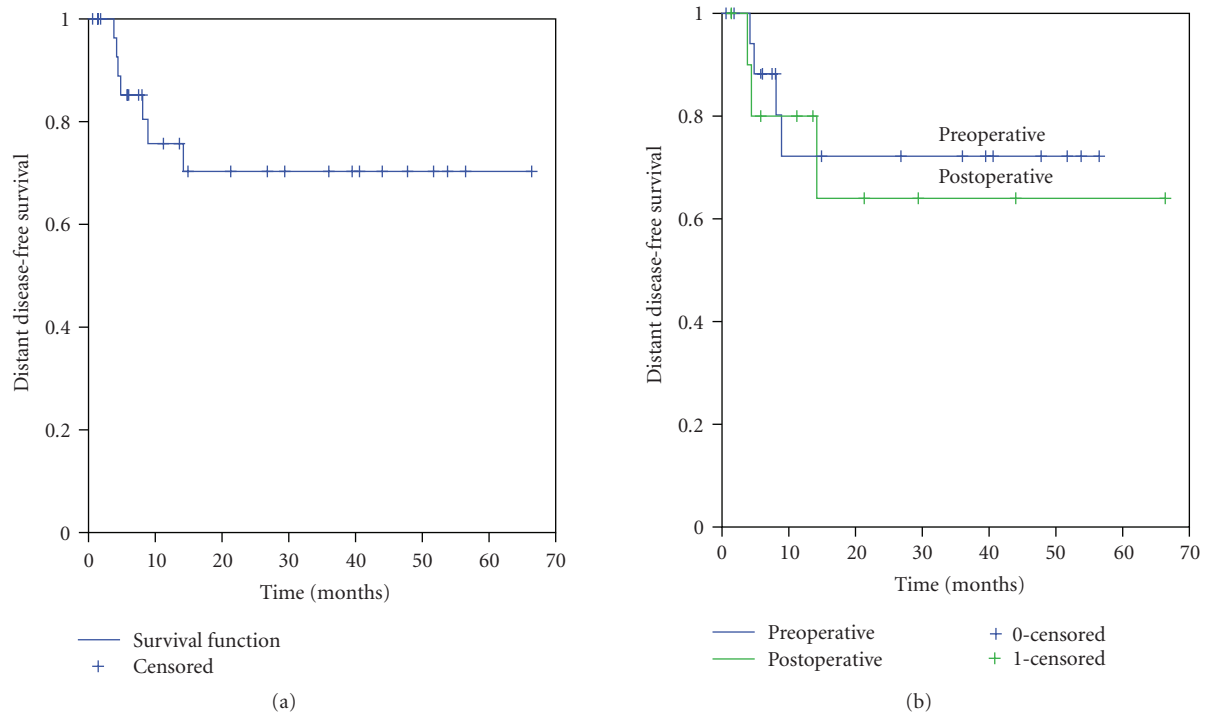 1
0.8
0.6
0.4
0.2
0
Distant disease-free survival
0 10 20 30 40 50 60 70
Time (months)
Survival function
Censored
(a)
1
0.8
0.6
0.4
0.2
0
Distant disease-free survival
Preoperative
Postoperative
0 10 20 30 40 50 60 70
Time (months)
Preoperative
Postoperative
0-censored
1-censored
(b)